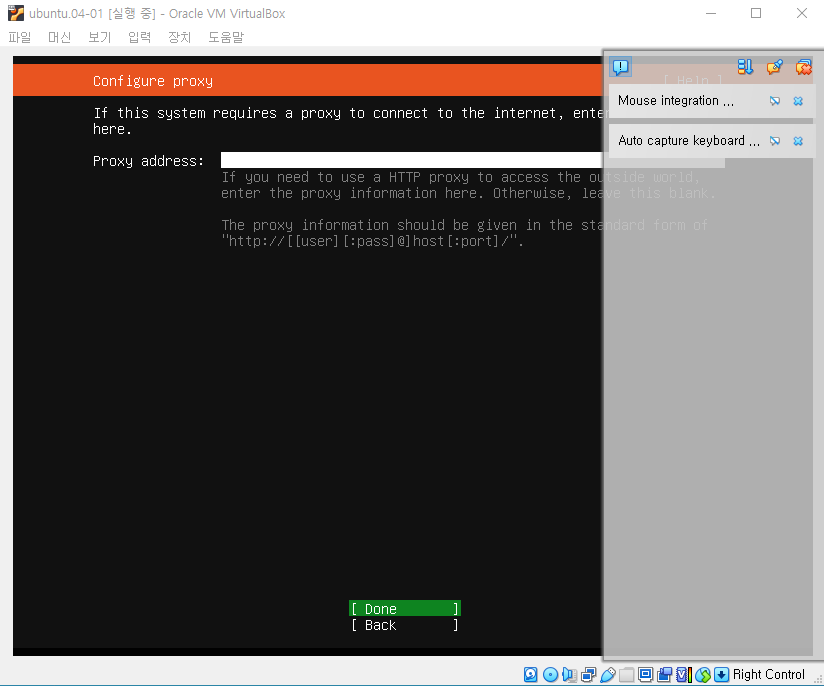 ubuntu.04-01 [실행 중] - Oracle VM VirtualBox
파일 머신 보기 입력 장치 도움말
Configure proxy [ Help ]
If this system requires a proxy to connect to the internet, ente
here.
Proxy address:
If you need to use a HTTP proxy to access the outside world,
enter the proxy information here. Otherwise, leave this blank.
The proxy information should be given in the standard form of
"http://[[user][:pass]@]host[:port]/".
Mouse integration ...
Auto capture keyboard ...
[ Done ]
[ Back ]
Right Control